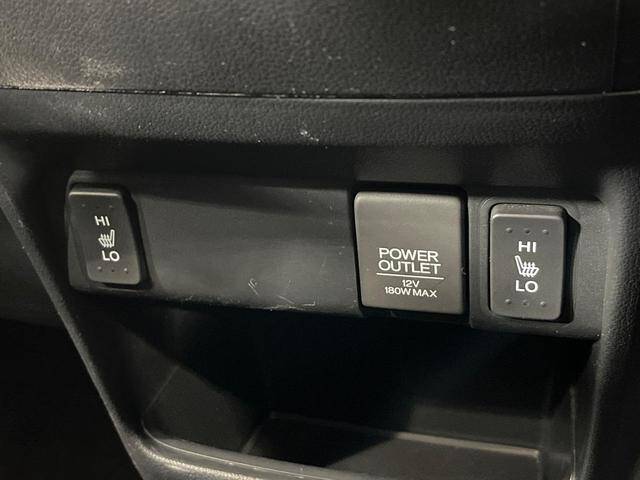 HI
LO
POWER
OUTLET
12V
180W MAX
HI
LO